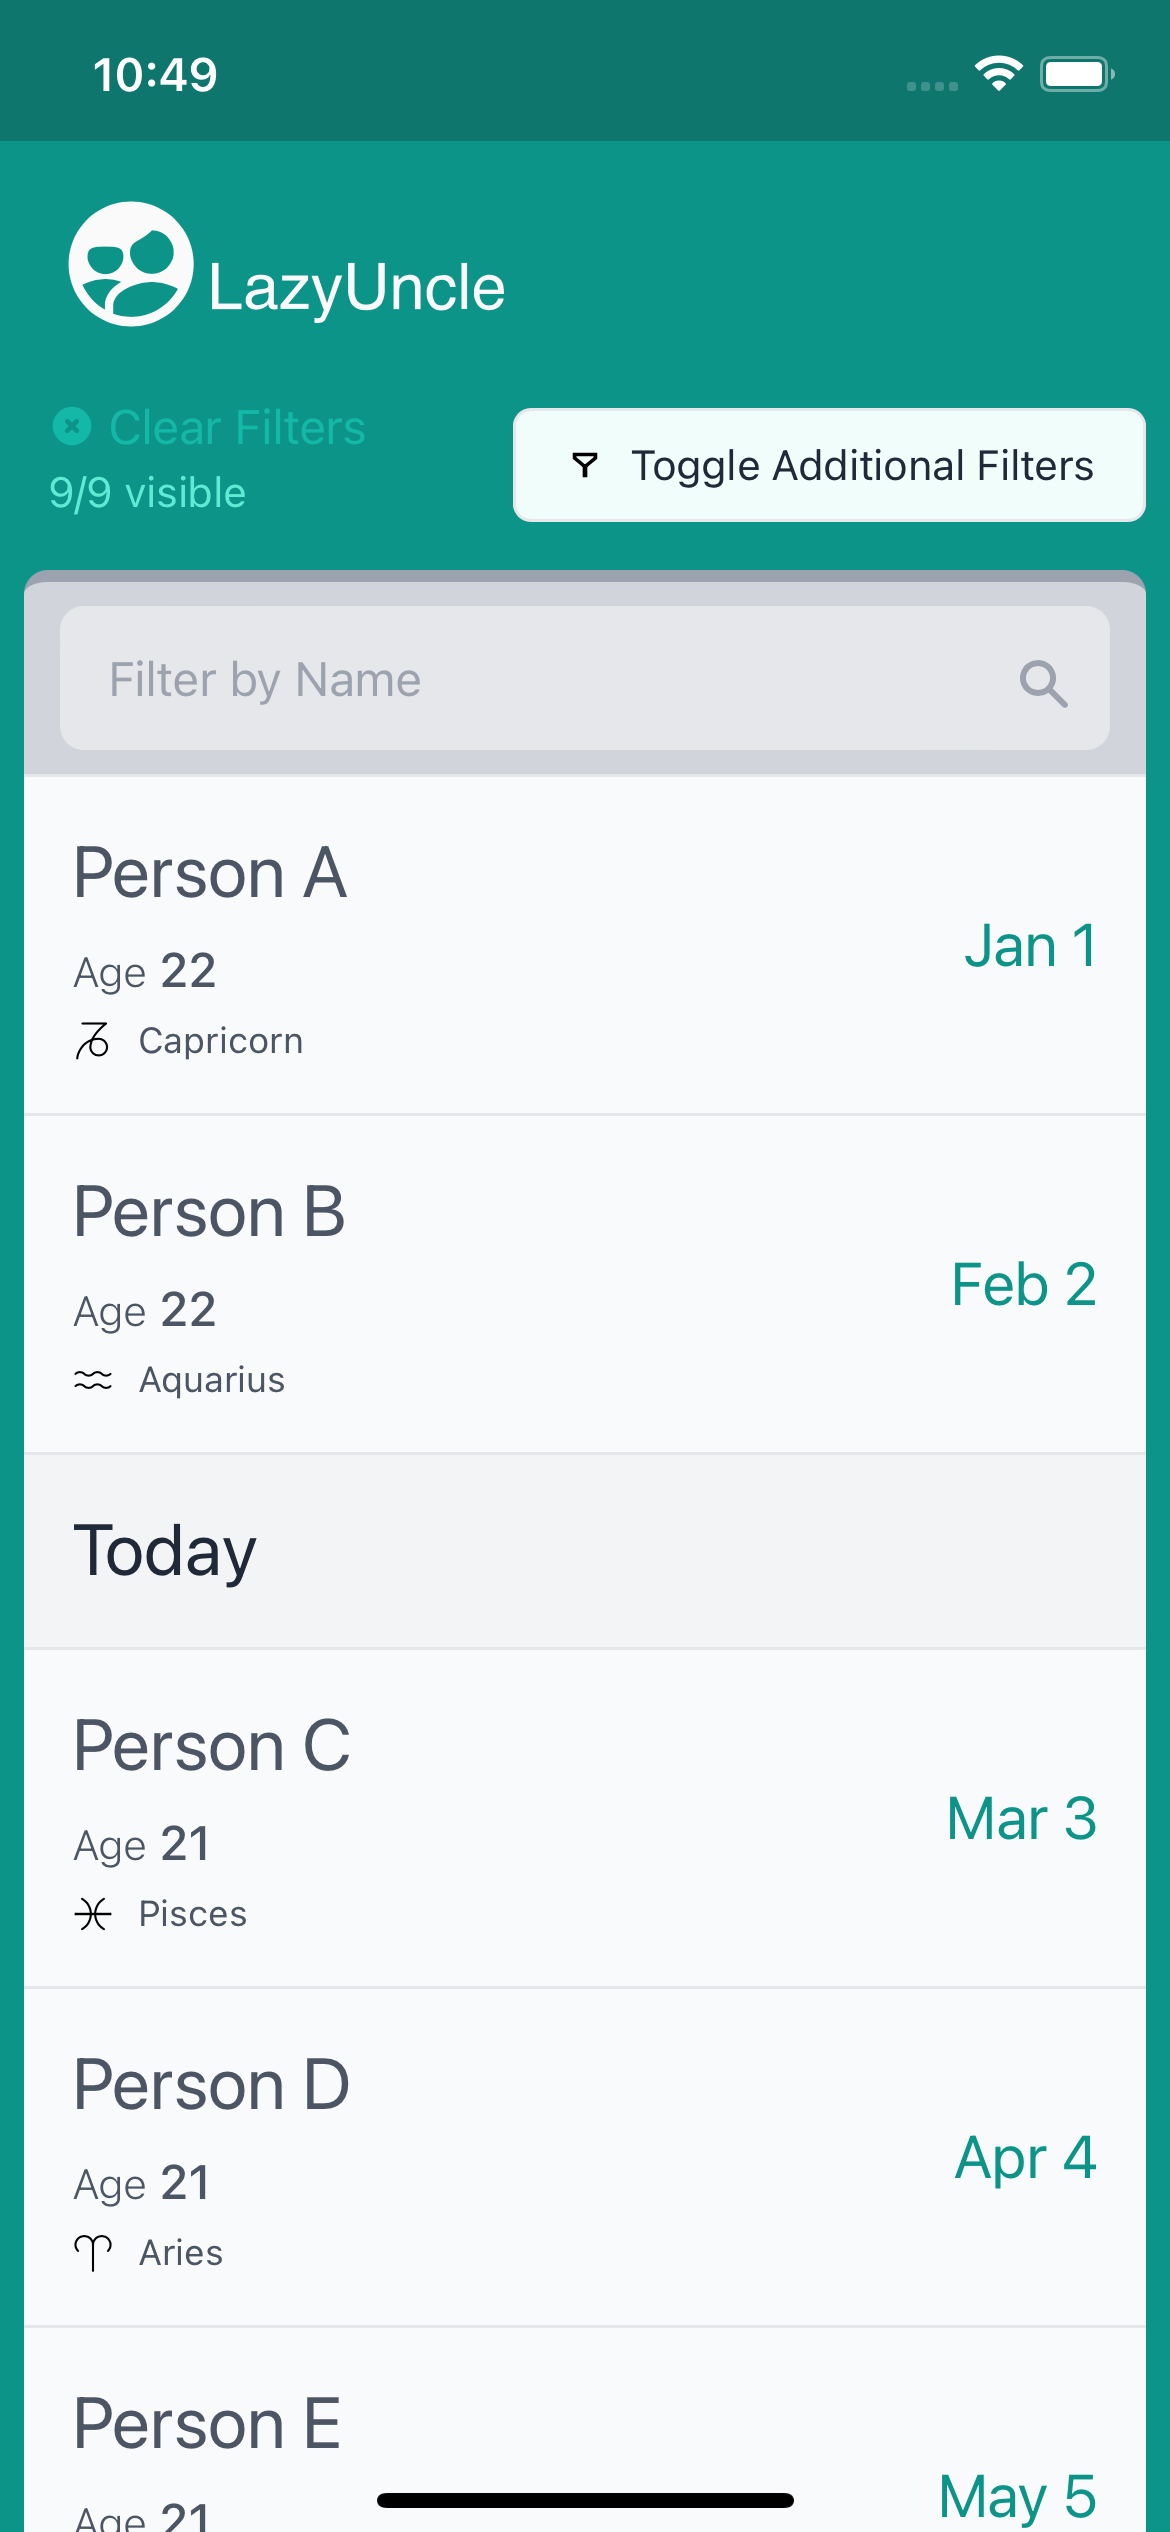 10:49
LazyUncle
Clear Filters
9/9 visible
Toggle Additional Filters
Filter by Name
Person A
Age 22
Jan 1
Capricorn
Person B
Age 22
Feb 2
Aquarius
Today
Person C
Age 21
Mar 3
Pisces
Person D
Age 21
Apr 4
Aries
Person E
Age 21
May 5